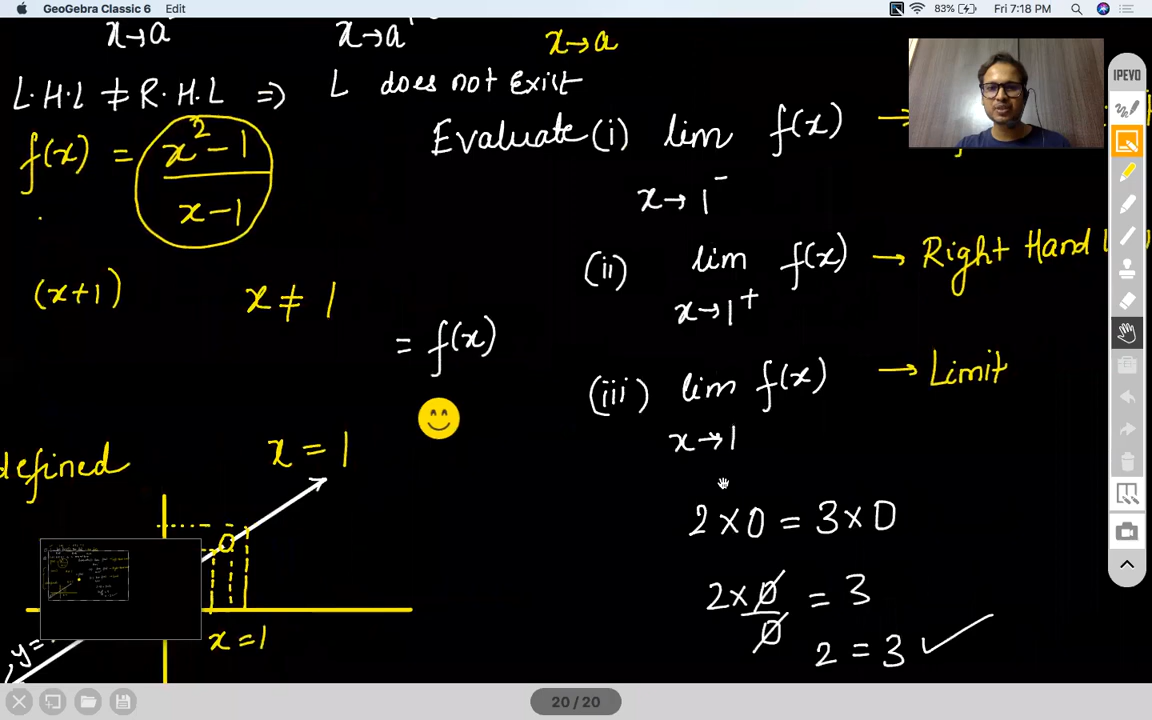 GeoGebra Classic 6 Edit
83% Fri 7:18 PM
x→a x→a x→a
IPEVO
L.H.L ≠ R.H.L ⇒ L does not Exist
f(x) = x² - 1 / x - 1
Evaluate (i) lim f(x) →
x→1⁻
(ii) lim f(x) → Right Hand
x→1⁺
(x+1) x ≠ 1
= f(x)
(iii) lim f(x) → Limit
x→1
defined
x = 1
2×0 = 3×0
2×0/0 = 3
2 = 3 ✓
x = 1
y=
20 / 20